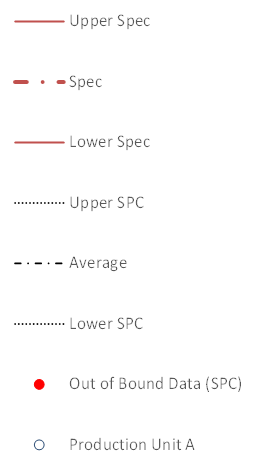 Upper Spec
Spec
Lower Spec
Upper SPC
Average
Lower SPC
Out of Bound Data (SPC)
Production Unit A